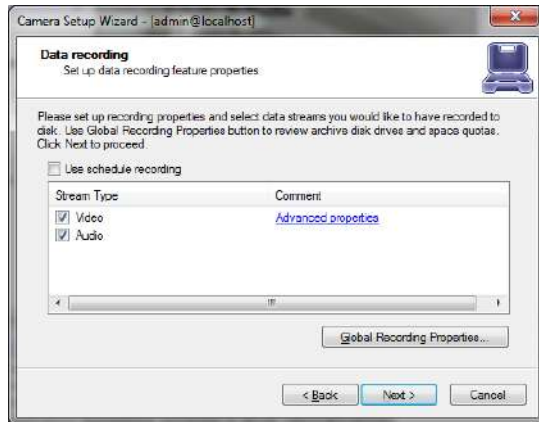 Camera Setup Wizard - [admin@localhost]
Data recording
Set up data recording feature properties
Please set up recording properties and select data streams you would like to have recorded to
disk. Use Global Recording Properties button to review archive disk drives and space quotas.
Click Next to proceed.
Use schedule recording
Stream Type Comment
Video Advanced properties
Audio
Global Recording Properties...
< Back Next > Cancel